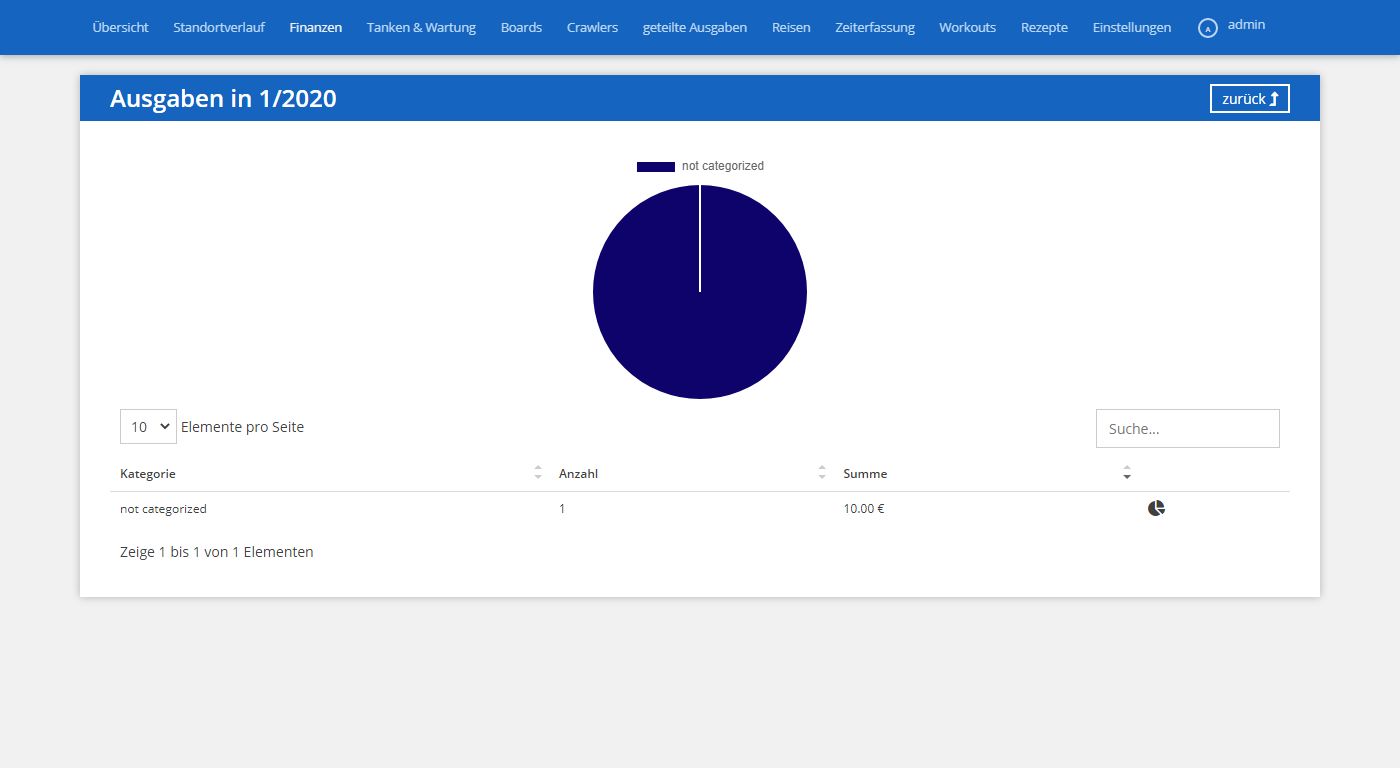 Übersicht Standortverlauf Finanzen Tanken & Wartung Boards Crawlers geteilte Ausgaben Reisen Zeiterfassung Workouts Rezepte Einstellungen A admin
Ausgaben in 1/2020 zurück
not categorized
10 Elemente pro Seite Suche...
Kategorie Anzahl Summe
not categorized 1 10.00 €
Zeige 1 bis 1 von 1 Elementen